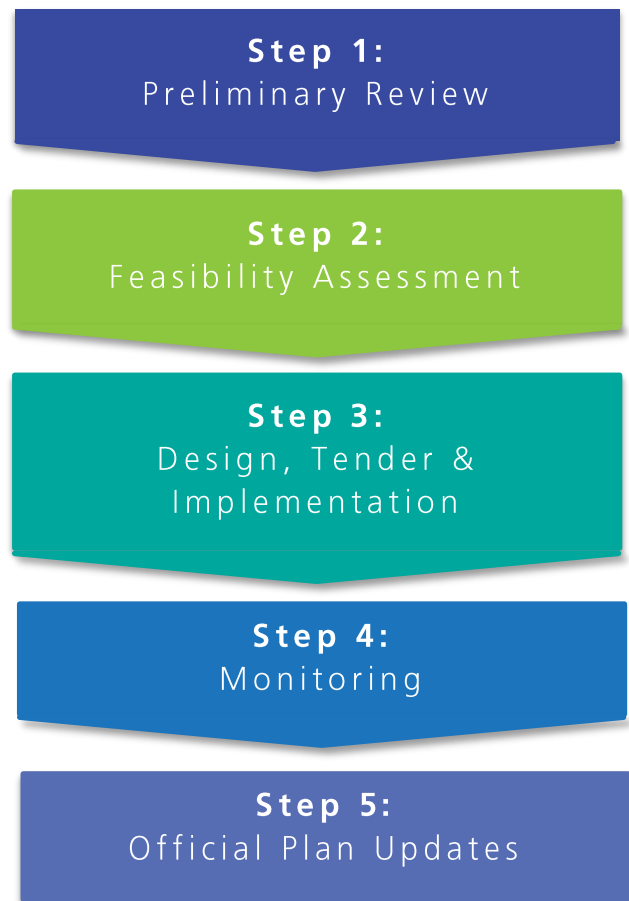 Step 1:
Preliminary Review
Step 2:
Feasibility Assessment
Step 3:
Design, Tender &
Implementation
Step 4:
Monitoring
Step 5:
Official Plan Updates